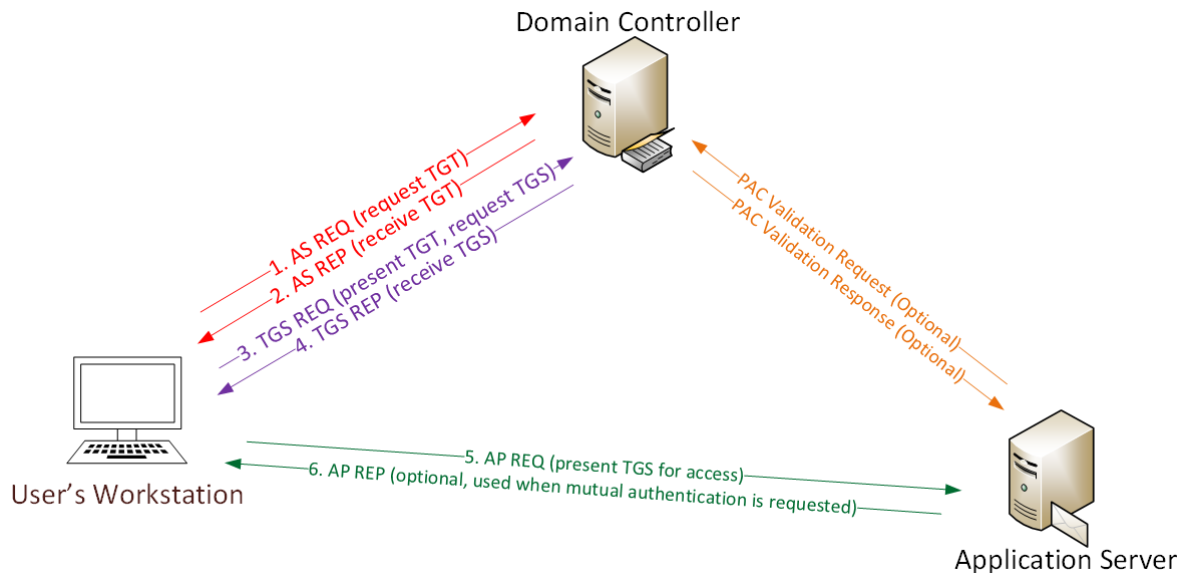 Domain Controller
1. AS REQ (request TGT)
2. AS REP (receive TGT)
3. TGS REQ (present TGT, request TGS)
4. TGS REP (receive TGS)
PAC Validation Request (Optional)
PAC Validation Response (Optional)
5. AP REQ (present TGS for access)
6. AP REP (optional, used when mutual authentication is requested)
User's Workstation
Application Server